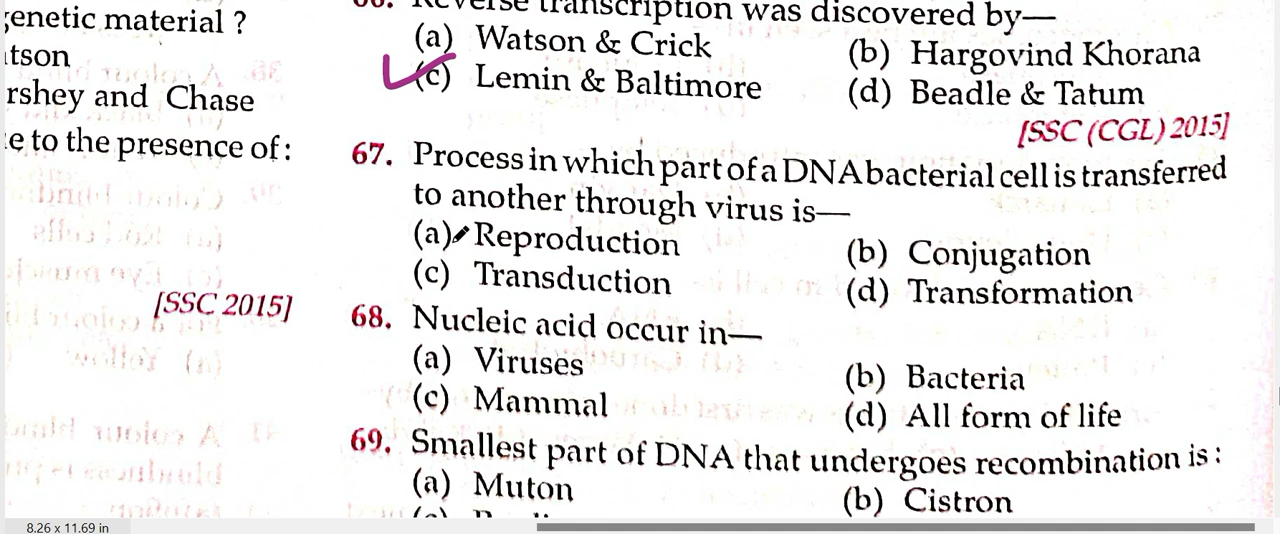 genetic material ?
tson
rshey and Chase
e to the presence of :
[SSC 2015]
66. Reverse transcription was discovered by—
(a) Watson & Crick (b) Hargovind Khorana
(c) Lemin & Baltimore (d) Beadle & Tatum
[SSC (CGL) 2015]
67. Process in which part of a DNA bacterial cell is transferred
to another through virus is—
(a) Reproduction (b) Conjugation
(c) Transduction (d) Transformation
68. Nucleic acid occur in—
(a) Viruses (b) Bacteria
(c) Mammal (d) All form of life
69. Smallest part of DNA that undergoes recombination is :
(a) Muton (b) Cistron
8.26 x 11.69 in